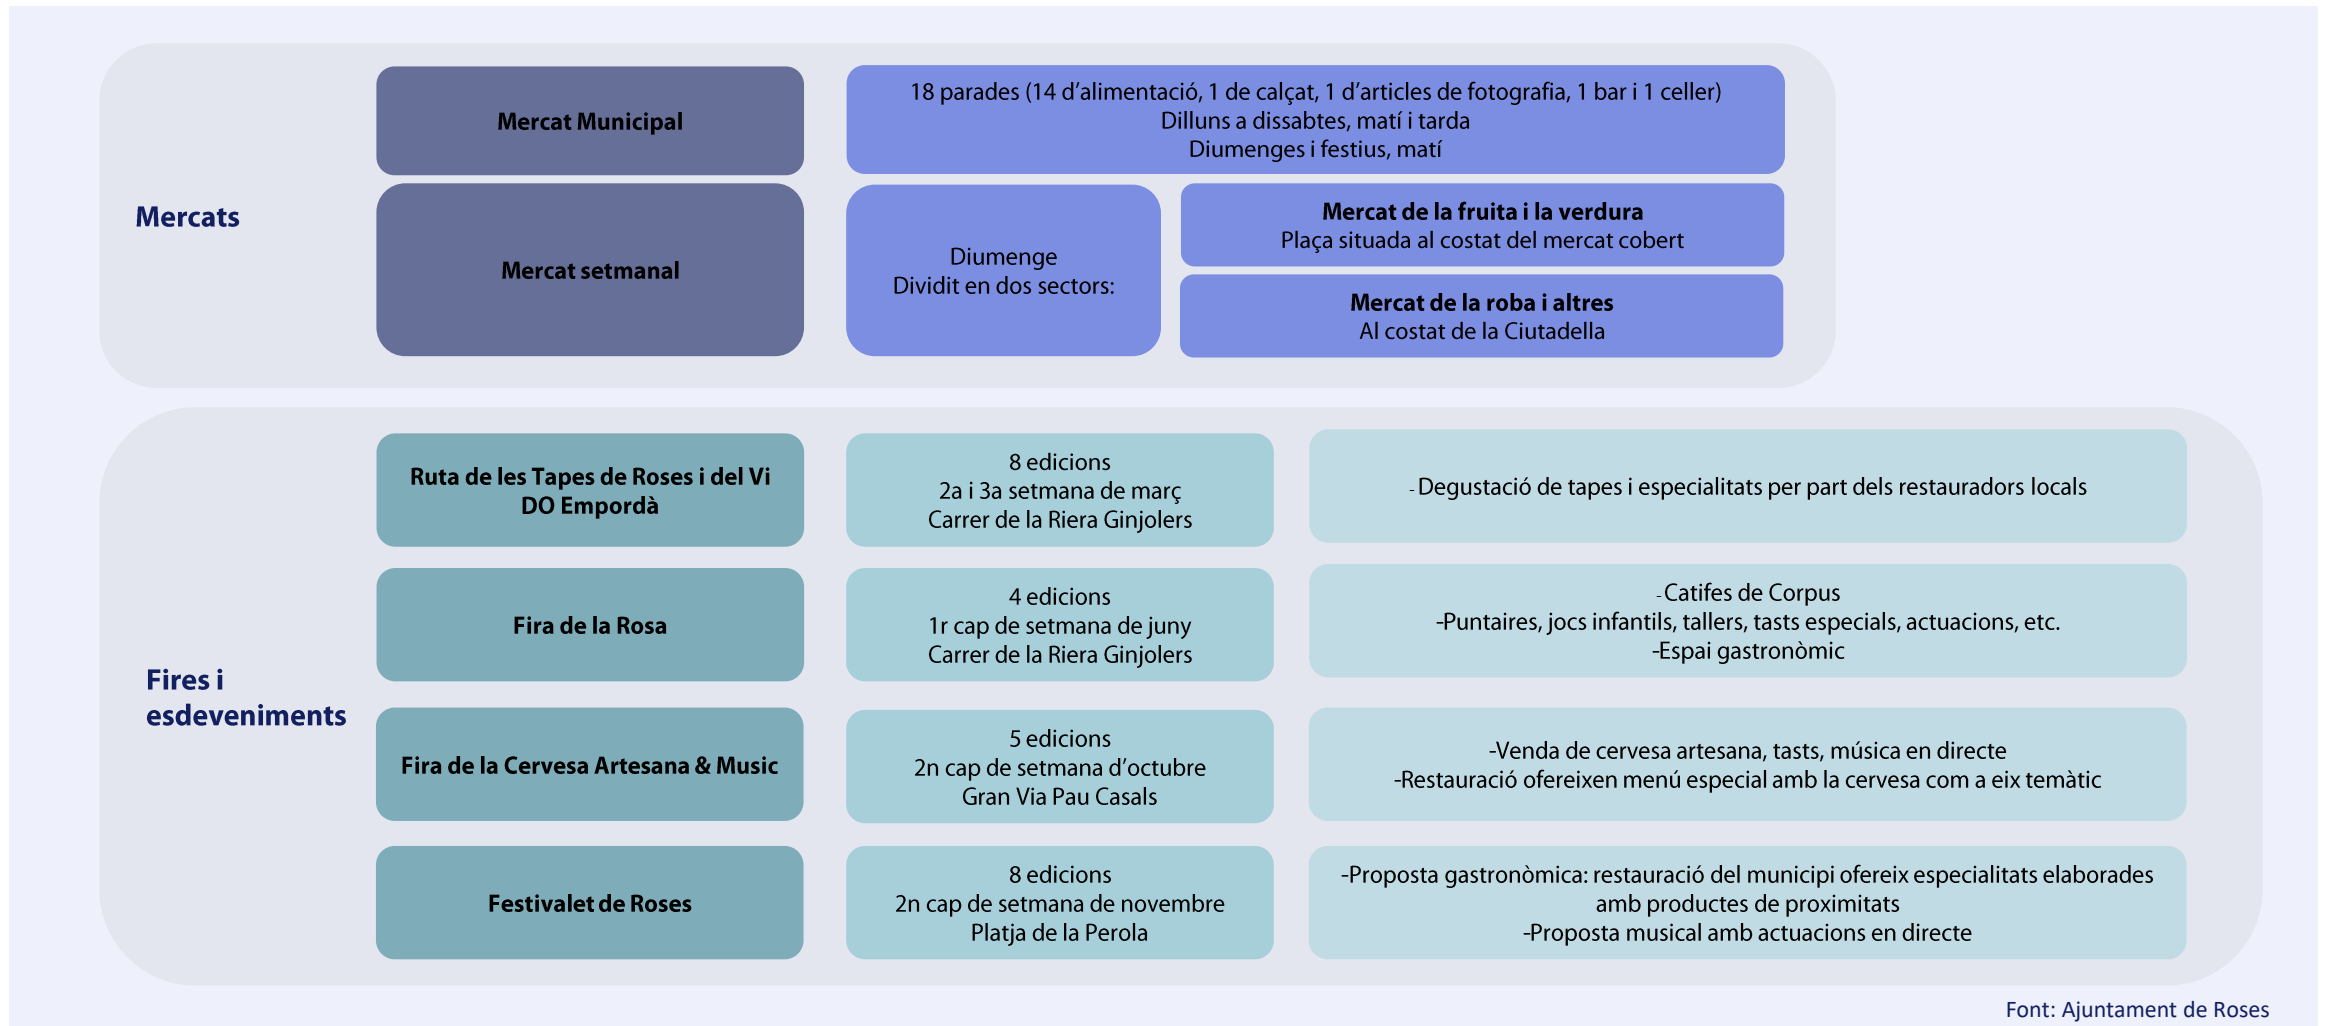 Mercats
Mercat Municipal
18 parades (14 d’alimentació, 1 de calçat, 1 d’articles de fotografia, 1 bar i 1 celler)
Dilluns a dissabtes, matí i tarda
Diumenges i festius, matí
Mercat setmanal
Diumenge
Dividit en dos sectors:
Mercat de la fruita i la verdura
Plaça situada al costat del mercat cobert
Mercat de la roba i altres
Al costat de la Ciutadella
Fires i
esdeveniments
Ruta de les Tapes de Roses i del Vi
DO Empordà
8 edicions
2a i 3a setmana de març
Carrer de la Riera Ginjolers
- Degustació de tapes i especialitats per part dels restauradors locals
Fira de la Rosa
4 edicions
1r cap de setmana de juny
Carrer de la Riera Ginjolers
- Catifes de Corpus
-Puntaires, jocs infantils, tallers, tasts especials, actuacions, etc.
-Espai gastronòmic
Fira de la Cervesa Artesana & Music
5 edicions
2n cap de setmana d’octubre
Gran Via Pau Casals
-Venda de cervesa artesana, tasts, música en directe
-Restauració ofereixen menú especial amb la cervesa com a eix temàtic
Festivalet de Roses
8 edicions
2n cap de setmana de novembre
Platja de la Perola
-Proposta gastronòmica: restauració del municipi ofereix especialitats elaborades
amb productes de proximitats
-Proposta musical amb actuacions en directe
Font: Ajuntament de Roses